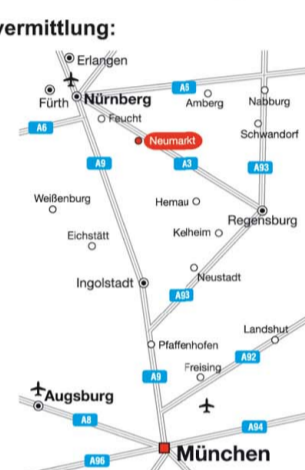 vermittlung:
Erlangen
A5
Fürth
Nürnberg
Amberg
Nabburg
Feucht
A6
Schwandorf
Neumarkt
A9
A3
A93
Weißenburg
Hemau
Regensburg
Eichstätt
Kelheim
Ingolstadt
Neustadt
A93
Landshut
Pfaffenhofen
A92
Freising
A9
Augsburg
A8
A94
München
A96